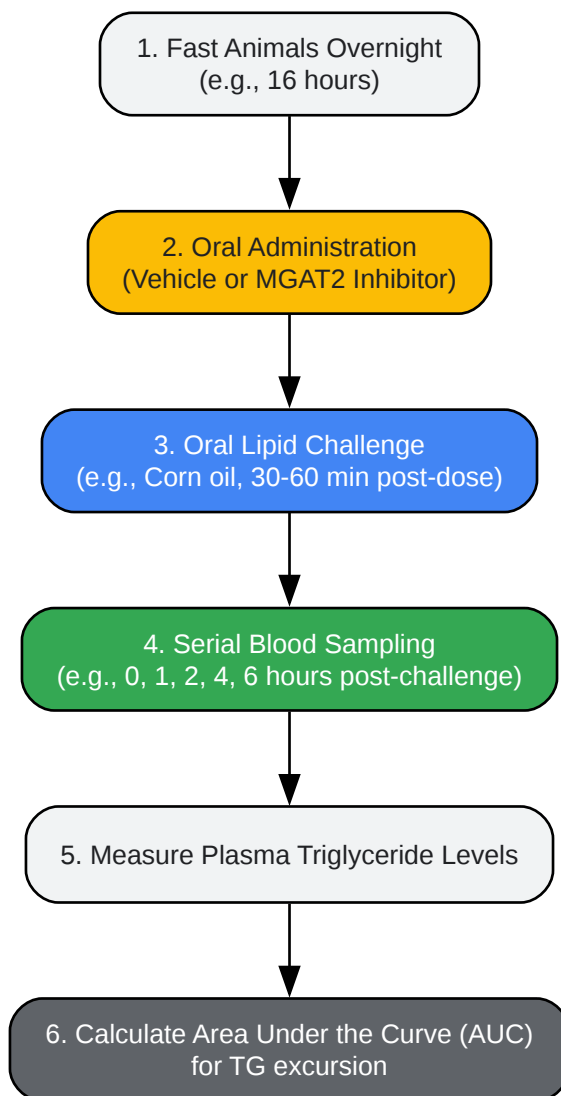 1. Fast Animals Overnight
(e.g., 16 hours)
2. Oral Administration
(Vehicle or MGAT2 Inhibitor)
3. Oral Lipid Challenge
(e.g., Corn oil, 30-60 min post-dose)
4. Serial Blood Sampling
(e.g., 0, 1, 2, 4, 6 hours post-challenge)
5. Measure Plasma Triglyceride Levels
6. Calculate Area Under the Curve (AUC)
for TG excursion